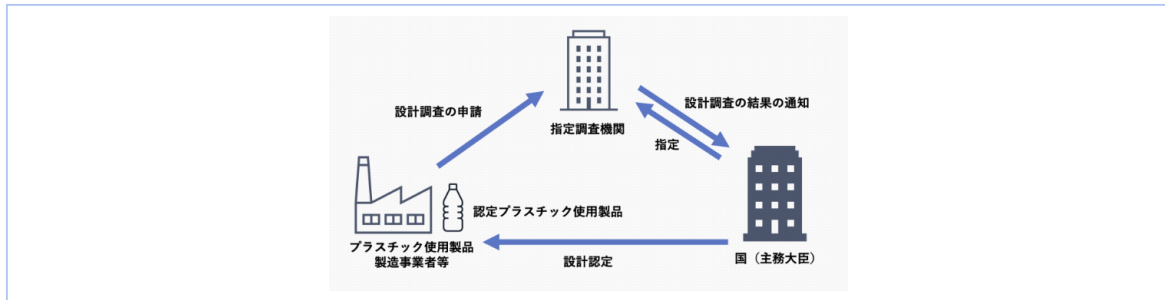 設計調査の申請
指定調査機関
設計調査の結果の通知
指定
認定プラスチック使用製品
プラスチック使用製品
製造事業者等
設計認定
国（主務大臣）